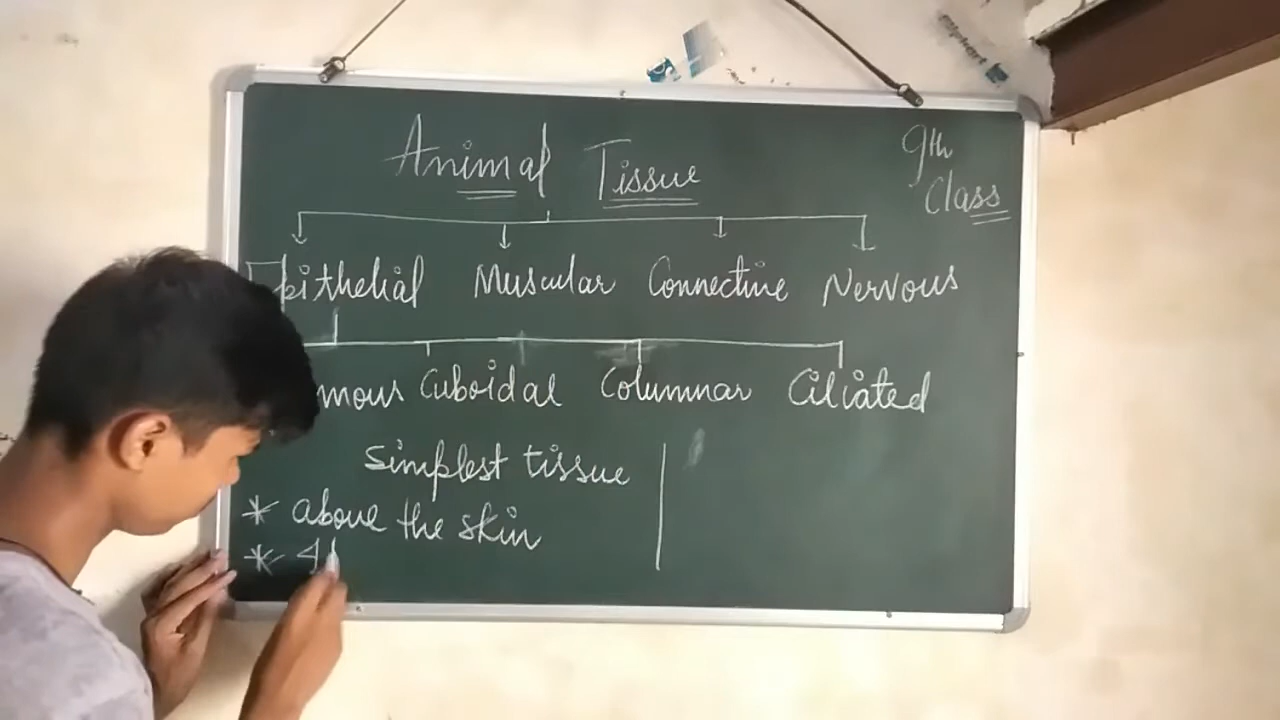 Animal Tissue
9th
Class
Epithelial Muscular Connective Nervous
mous Cuboidal Columnar Ciliated
Simplest tissue
* above the skin
*